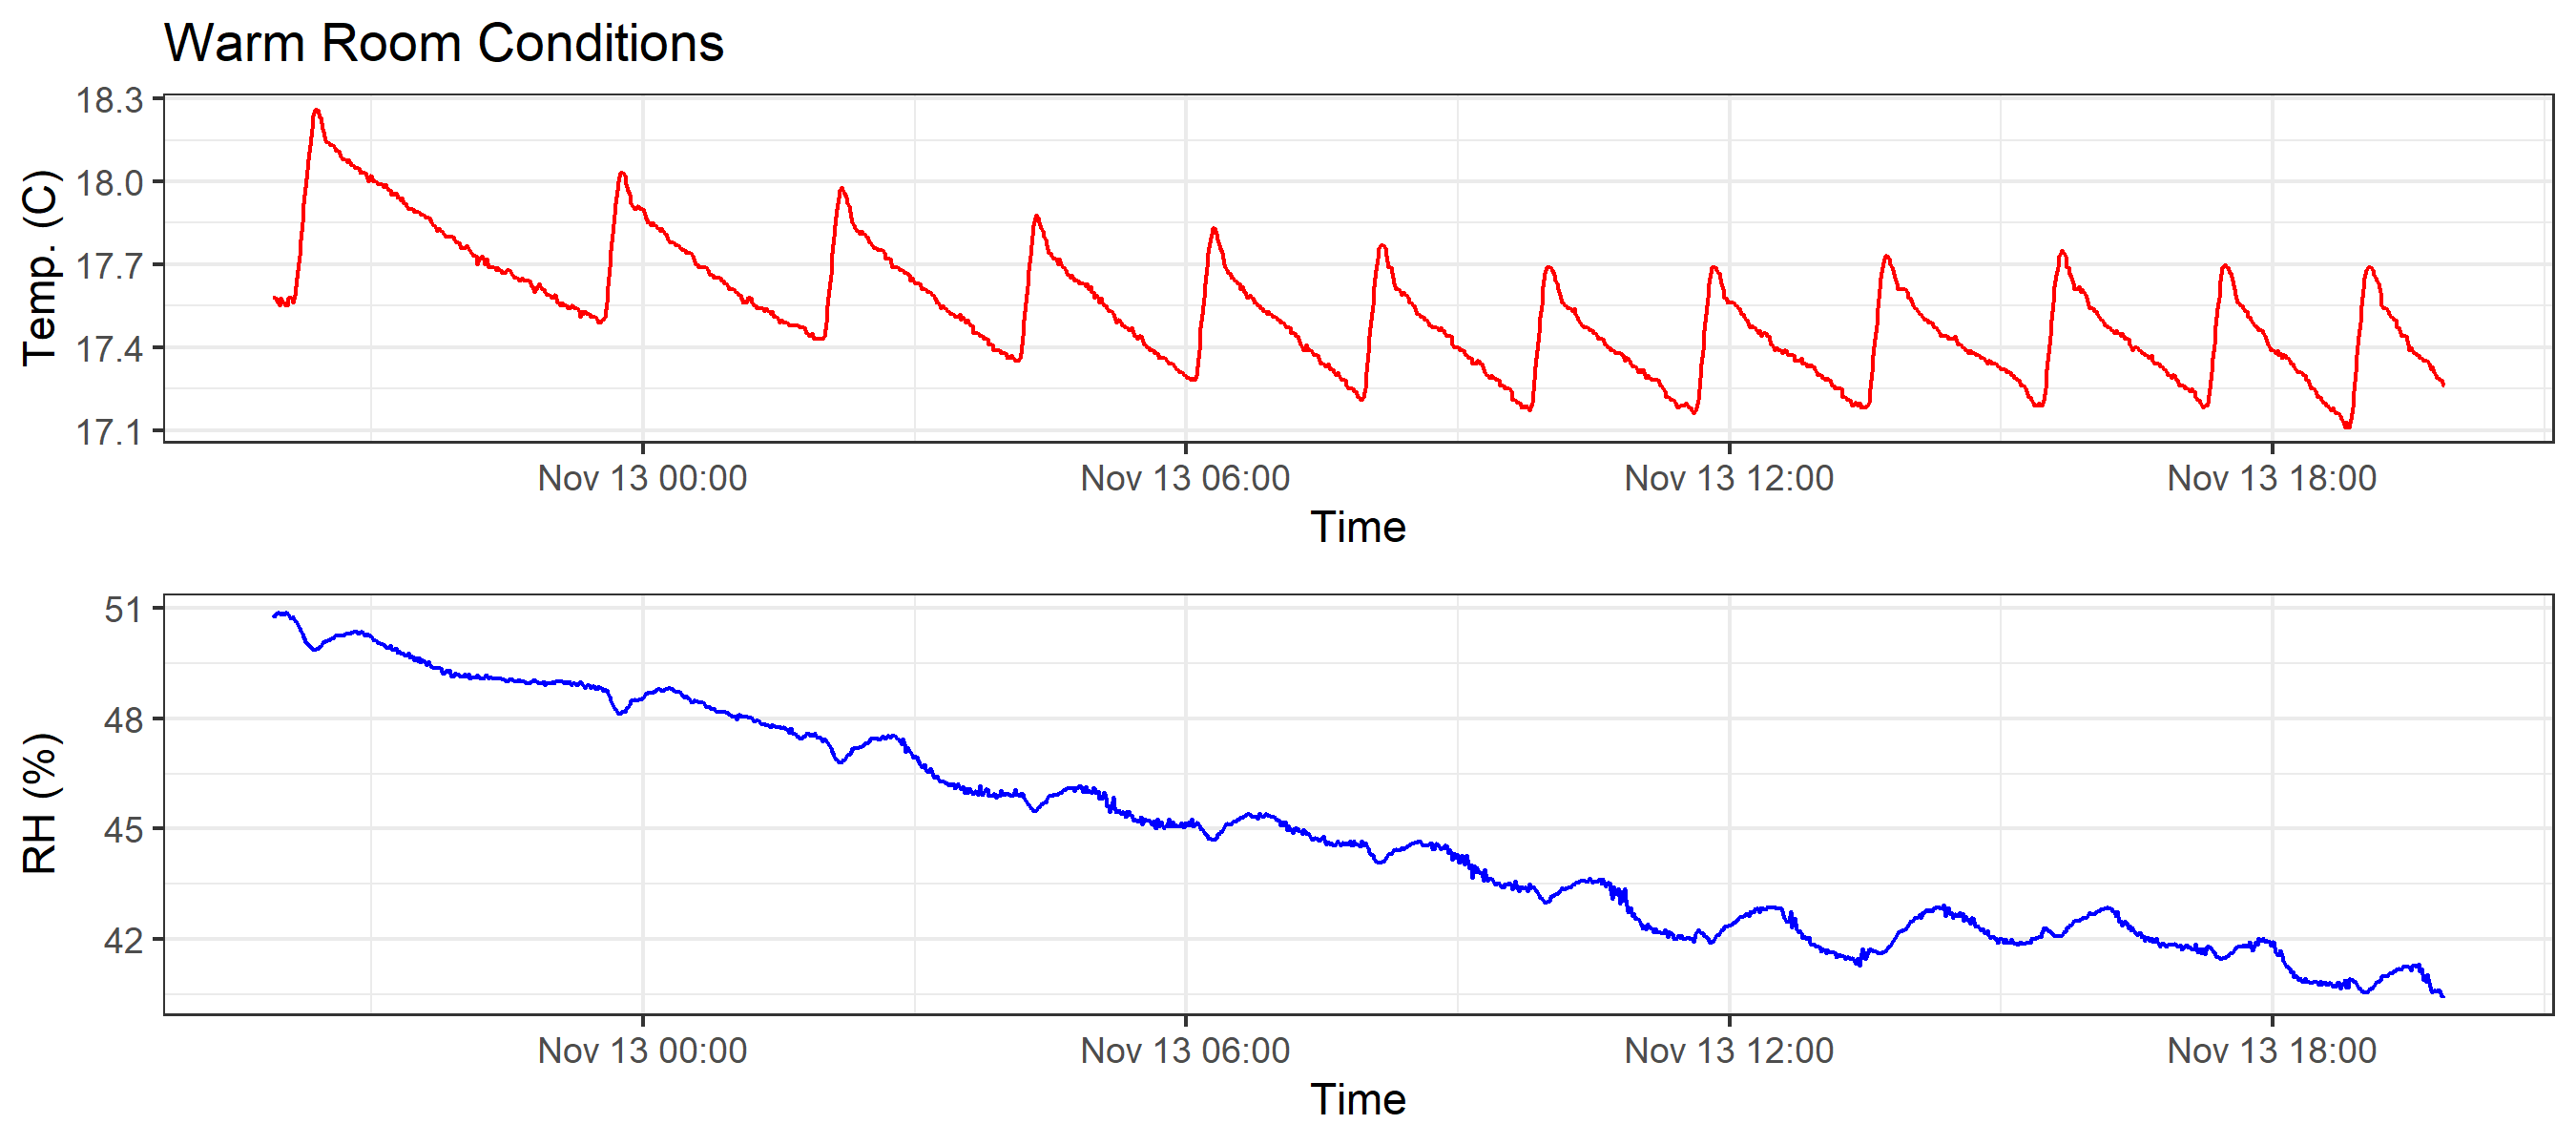 Warm Room Conditions
18.3
18.0
17.7
17.4
17.1
Temp. (C)
Nov 13 00:00 Nov 13 06:00 Nov 13 12:00 Nov 13 18:00
Time
51
48
45
42
RH (%)
Nov 13 00:00 Nov 13 06:00 Nov 13 12:00 Nov 13 18:00
Time